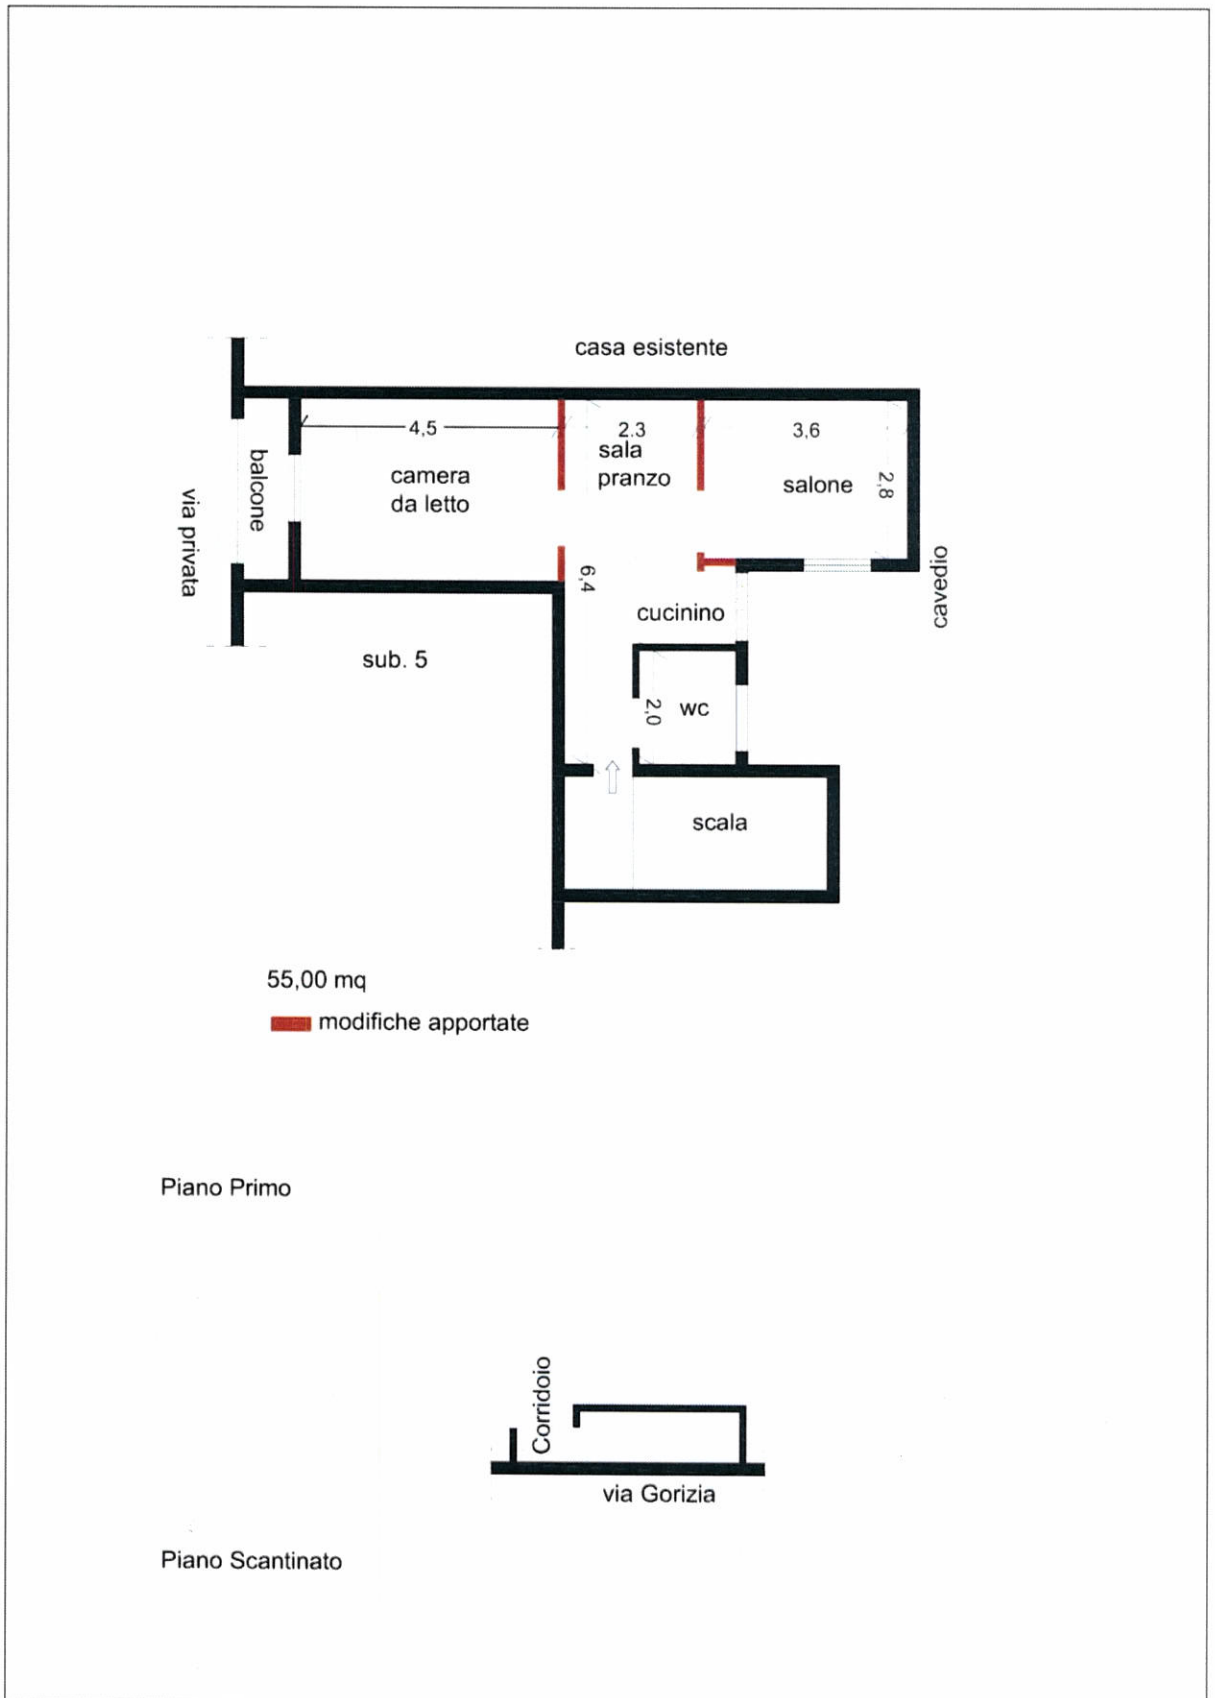 casa esistente
4,5
2.3
3,6
sala
pranzo
camera
da letto
salone
2,8
balcone
via privata
cavedio
6,4
cucinino
sub. 5
2,0
wc
scala
55,00 mq
modifiche apportate
Piano Primo
Corridoio
via Gorizia
Piano Scantinato